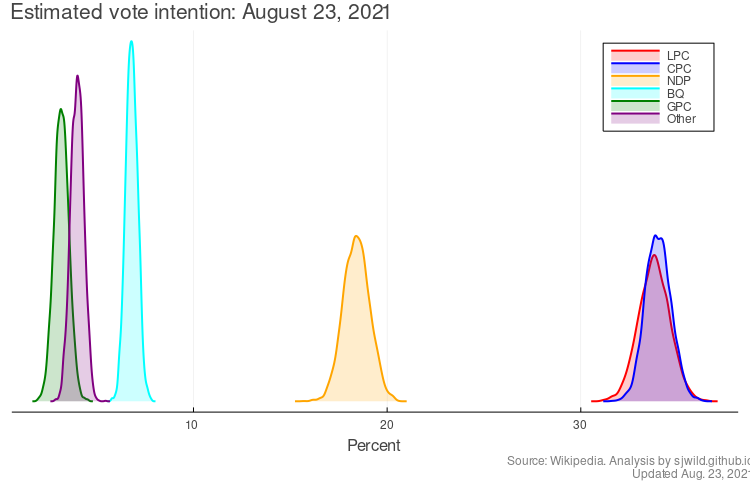 Estimated vote intention: August 23, 2021
LPC
CPC
NDP
BQ
GPC
Other
10 20 30
Percent
Source: Wikipedia. Analysis by sjwild.github.io
Updated Aug. 23, 2021